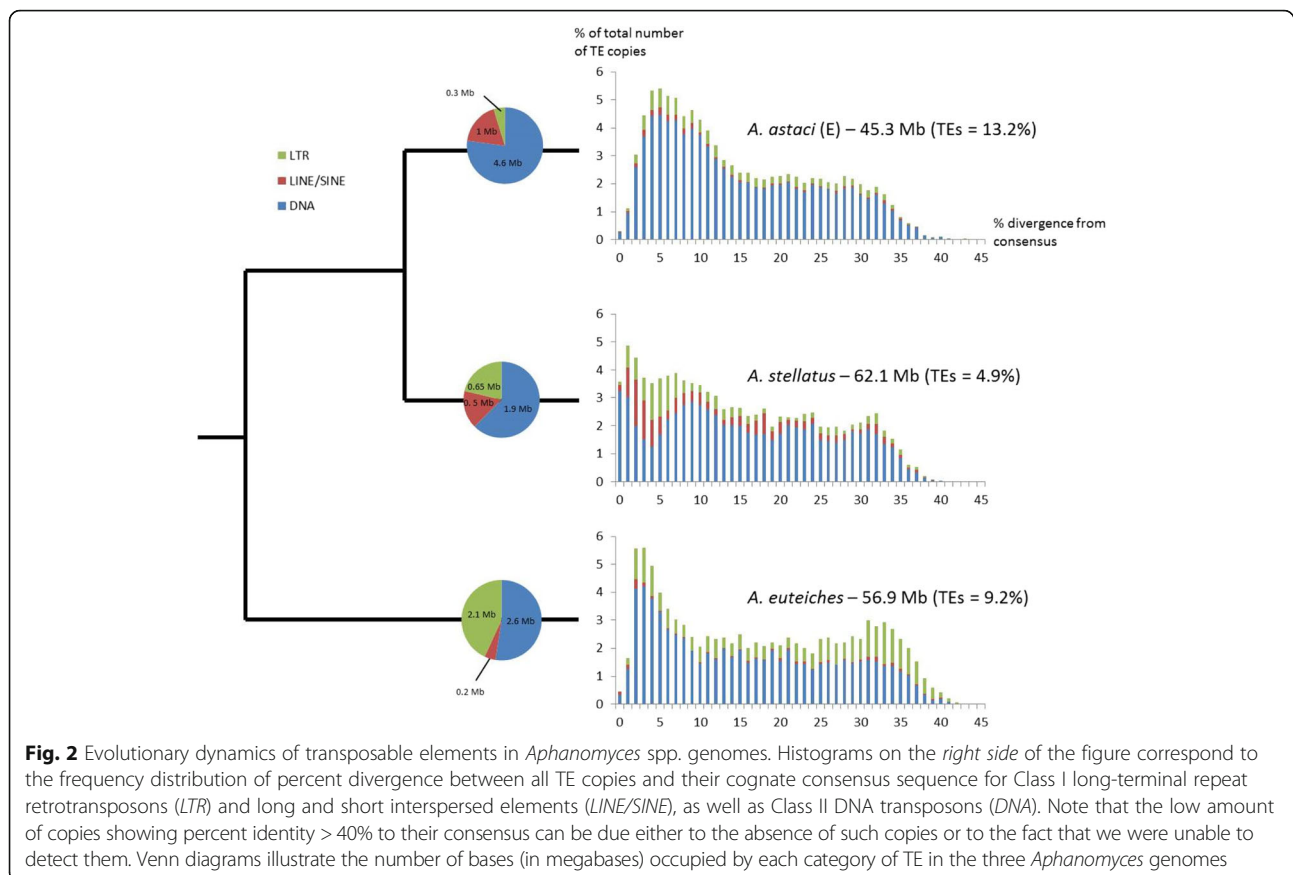 % of total number
of TE copies
LTR
LINE/SINE
DNA
0.3 Mb
1 Mb
4.6 Mb
6
5
4
3
2
1
0
A. astaci (E) – 45.3 Mb (TEs = 13.2%)
% divergence from
consensus
0 5 10 15 20 25 30 35 40 45
0.65 Mb
0. 5 Mb
1.9 Mb
6
5
4
3
2
1
0
A. stellatus – 62.1 Mb (TEs = 4.9%)
0 5 10 15 20 25 30 35 40 45
2.1 Mb
2.6 Mb
0.2 Mb
6
5
4
3
2
1
0
A. euteiches – 56.9 Mb (TEs = 9.2%)
0 5 10 15 20 25 30 35 40 45
Fig. 2 Evolutionary dynamics of transposable elements in Aphanomyces spp. genomes. Histograms on the right side of the figure correspond to
the frequency distribution of percent divergence between all TE copies and their cognate consensus sequence for Class I long-terminal repeat
retrotransposons (LTR) and long and short interspersed elements (LINE/SINE), as well as Class II DNA transposons (DNA). Note that the low amount
of copies showing percent identity > 40% to their consensus can be due either to the absence of such copies or to the fact that we were unable to
detect them. Venn diagrams illustrate the number of bases (in megabases) occupied by each category of TE in the three Aphanomyces genomes